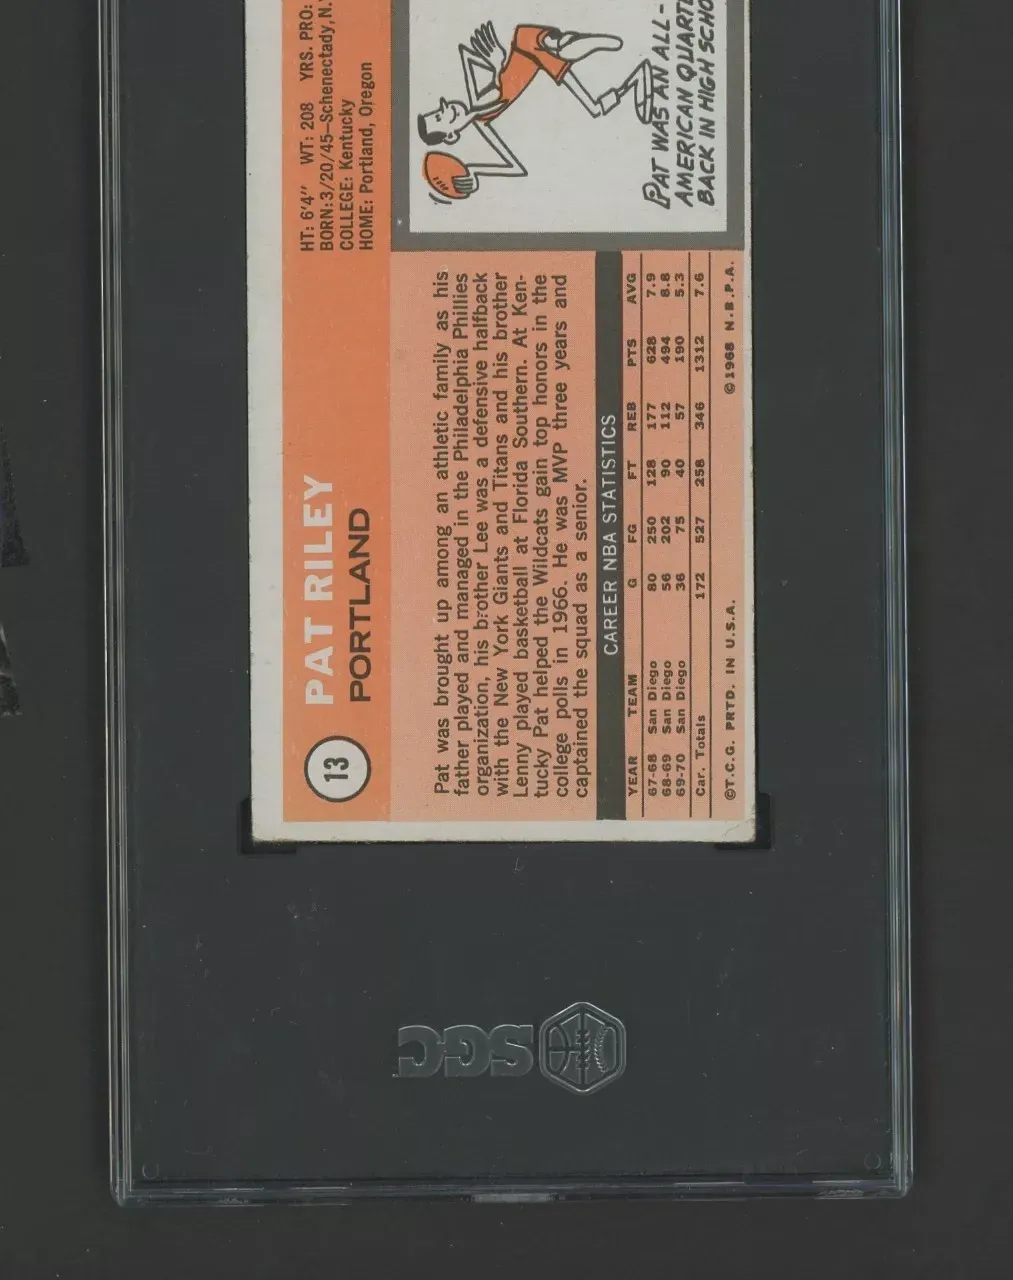 13
PAT RILEY
PORTLAND
HT: 6'4" WT: 208 YRS. PRO:
BORN: 3/20/45—Schenectady, N.
COLLEGE: Kentucky
HOME: Portland, Oregon
Pat was brought up among an athletic family as his
father played and managed in the Philadelphia Phillies
organization, his brother Lee was a defensive halfback
with the New York Giants and Titans and his brother
Lenny played basketball at Florida Southern. At Ken-
tucky Pat helped the Wildcats gain top honors in the
college polls in 1966. He was MVP three years and
captained the squad as a senior.
PAT WAS AN ALL-
AMERICAN QUARTE
BACK IN HIGH SCHO
CAREER NBA STATISTICS
YEAR TEAM G FG FT REB PTS AVG
67-68 San Diego 80 250 128 177 628 7.9
68-69 San Diego 56 202 90 112 494 8.8
69-70 San Diego 36 75 40 57 190 5.3
Car. Totals 172 527 258 346 1312 7.6
©T.C.G. PRTD. IN U.S.A. ©1968 N.B.P.A.
SGC